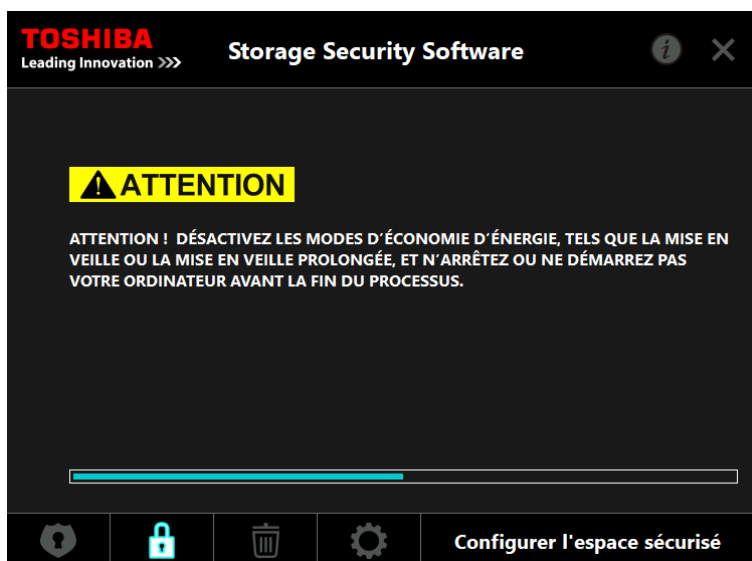 TOSHIBA
Leading Innovation >>>
Storage Security Software
ATTENTION
ATTENTION ! DÉSACTIVEZ LES MODES D'ÉCONOMIE D'ÉNERGIE, TELS QUE LA MISE EN
VEILLE OU LA MISE EN VEILLE PROLONGÉE, ET N'ARRÊTEZ OU NE DÉMARREZ PAS
VOTRE ORDINATEUR AVANT LA FIN DU PROCESSUS.
Configurer l'espace sécurisé